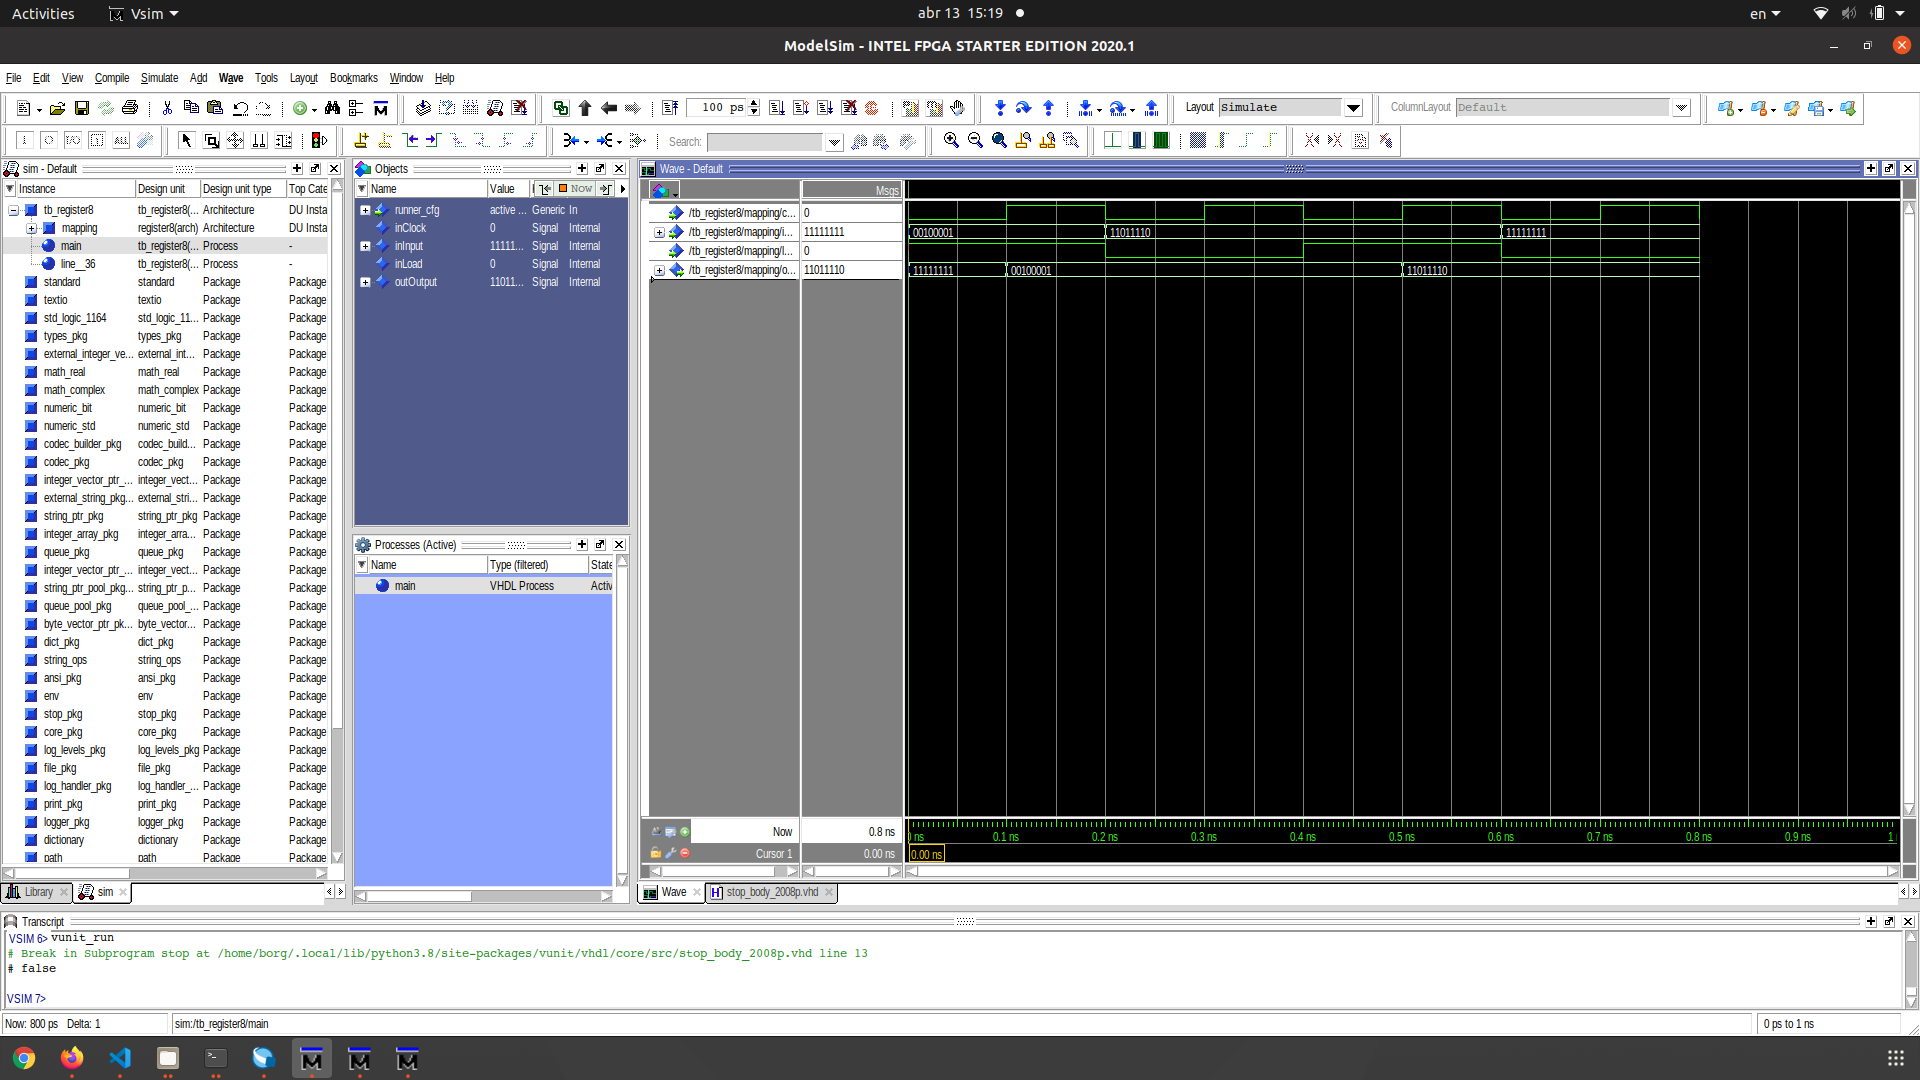 Activities
Vsim
abr 13 15:19
en
ModelSim - INTEL FPGA STARTER EDITION 2020.1
File Edit View Compile Simulate Add Wave Tools Layout Bookmarks Window Help
100 ps
Layout Simulate
ColumnLayout Default
Search:
sim - Default
Instance Design unit Design unit type Top Cate
tb_register8 tb_register8(... Architecture DU Insta
mapping register8(arch) Architecture DU Insta
main tb_register8(... Process -
line__36 tb_register8(... Process -
standard standard Package Package
textio textio Package Package
std_logic_1164 std_logic_11... Package Package
types_pkg types_pkg Package Package
external_integer_ve... external_int... Package Package
math_real math_real Package Package
math_complex math_complex Package Package
numeric_bit numeric_bit Package Package
numeric_std numeric_std Package Package
codec_builder_pkg codec_build... Package Package
codec_pkg codec_pkg Package Package
integer_vector_ptr_... integer_vect... Package Package
external_string_pkg... external_stri... Package Package
string_ptr_pkg string_ptr_pkg Package Package
integer_array_pkg integer_arra... Package Package
queue_pkg queue_pkg Package Package
integer_vector_ptr_... integer_vect... Package Package
string_ptr_pool_pkg... string_ptr_p... Package Package
queue_pool_pkg queue_pool_... Package Package
byte_vector_ptr_pk... byte_vector... Package Package
dict_pkg dict_pkg Package Package
string_ops string_ops Package Package
ansi_pkg ansi_pkg Package Package
env env Package Package
stop_pkg stop_pkg Package Package
core_pkg core_pkg Package Package
log_levels_pkg log_levels_pkg Package Package
file_pkg file_pkg Package Package
log_handler_pkg log_handler_... Package Package
print_pkg print_pkg Package Package
logger_pkg logger_pkg Package Package
dictionary dictionary Package Package
path path Package Package
Library sim
Objects
Name Value Now
runner_cfg active ... Generic In
inClock 0 Signal Internal
inInput 11111... Signal Internal
inLoad 0 Signal Internal
outOutput 11011... Signal Internal
Processes (Active)
Name Type (filtered) State
main VHDL Process Activ
Wave - Default
Msgs
/tb_register8/mapping/c... 0
/tb_register8/mapping/i... 11111111 00100001 11011110 11111111
/tb_register8/mapping/l... 0
/tb_register8/mapping/o... 11011110 11111111 00100001 11011110
Now 0.8 ns ns 0.1 ns 0.2 ns 0.3 ns 0.4 ns 0.5 ns 0.6 ns 0.7 ns 0.8 ns 0.9 ns 1
Cursor 1 0.00 ns 0.00 ns
Wave stop_body_2008p.vhd
Transcript
VSIM 6> vunit_run
# Break in Subprogram stop at /home/borg/.local/lib/python3.8/site-packages/vunit/vhdl/core/src/stop_body_2008p.vhd line 13
# false
VSIM 7>
Now: 800 ps Delta: 1 sim:/tb_register8/main 0 ps to 1 ns